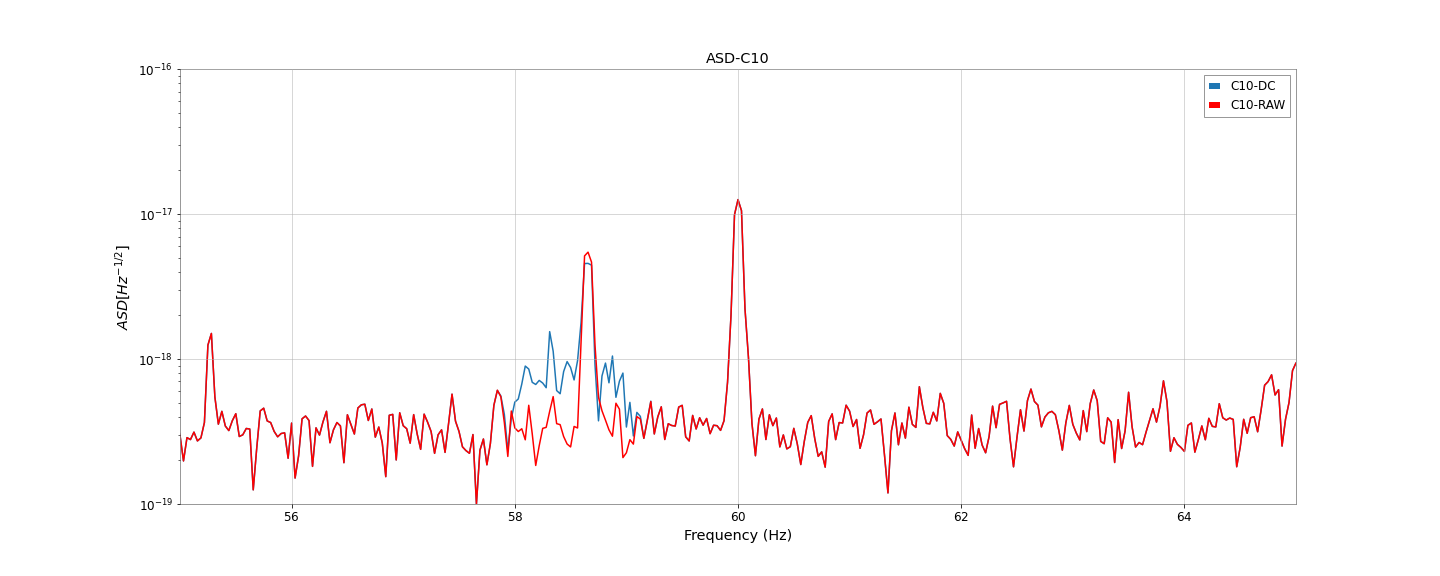 ASD-C10
10⁻¹⁶
10⁻¹⁷
10⁻¹⁸
10⁻¹⁹
ASD[Hz⁻¹/²]
C10-DC
C10-RAW
56 58 60 62 64
Frequency (Hz)